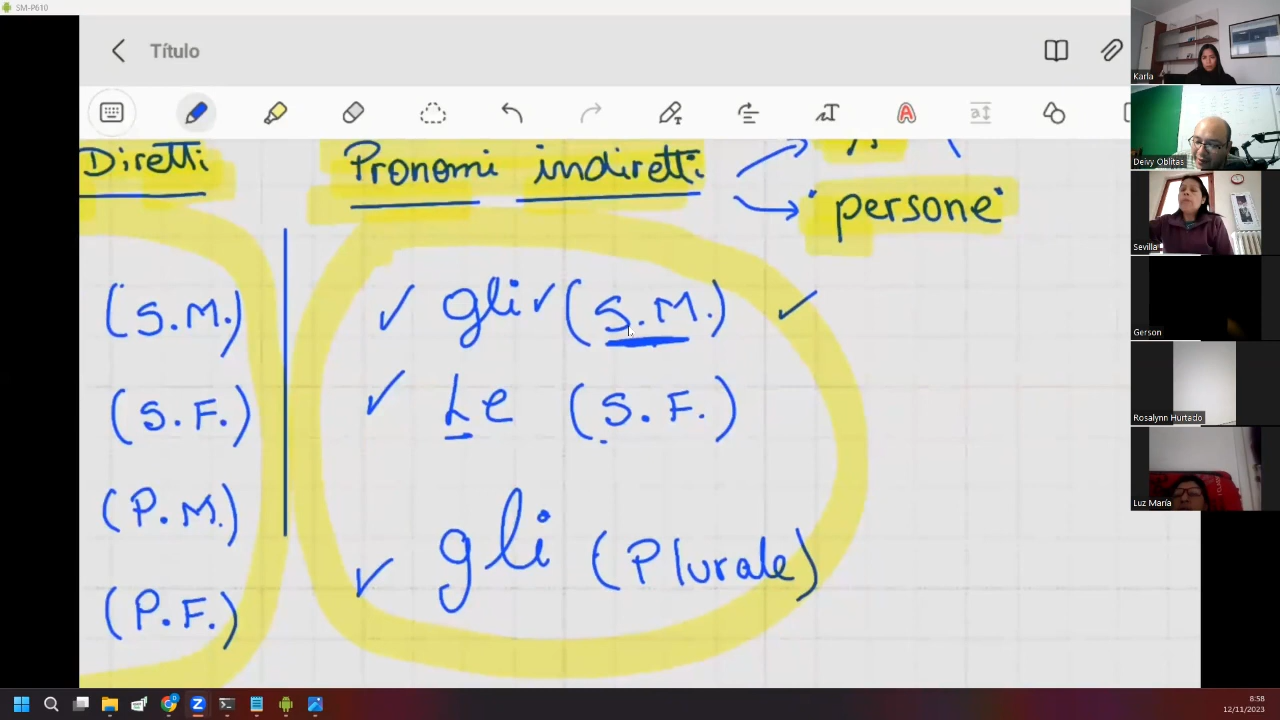 SM-P610
Título
Diretti
Pronomi indiretti
"persone"
(S.M.)
gli (S.M.)
(S.F.)
Le (S.F.)
(P.M.)
gli (Plurale)
(P.F.)
Karla
Deivy Oblitas
Sevilla
Gerson
Rosalynn Hurtado
Luz María
8:58
12/11/2023